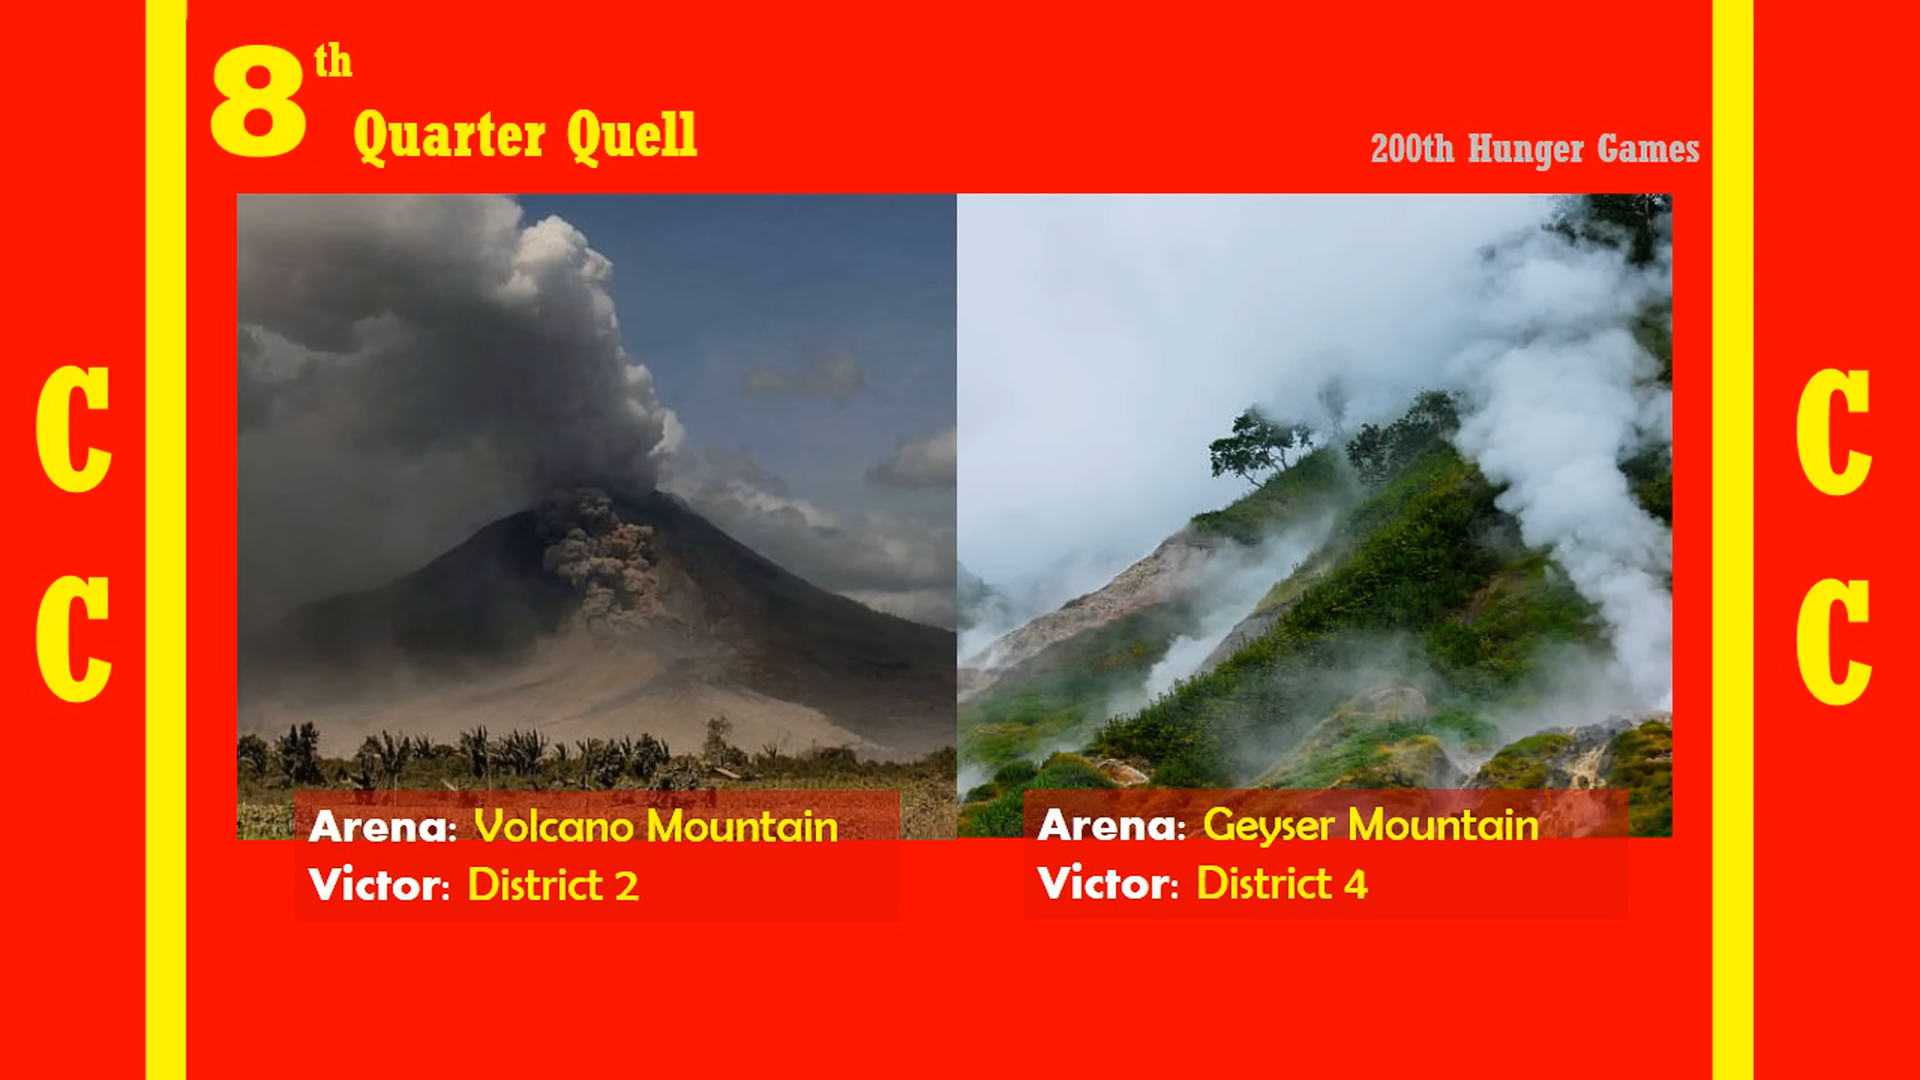 8th Quarter Quell
200th Hunger Games
C
C
C
C
Arena: Volcano Mountain
Victor: District 2
Arena: Geyser Mountain
Victor: District 4